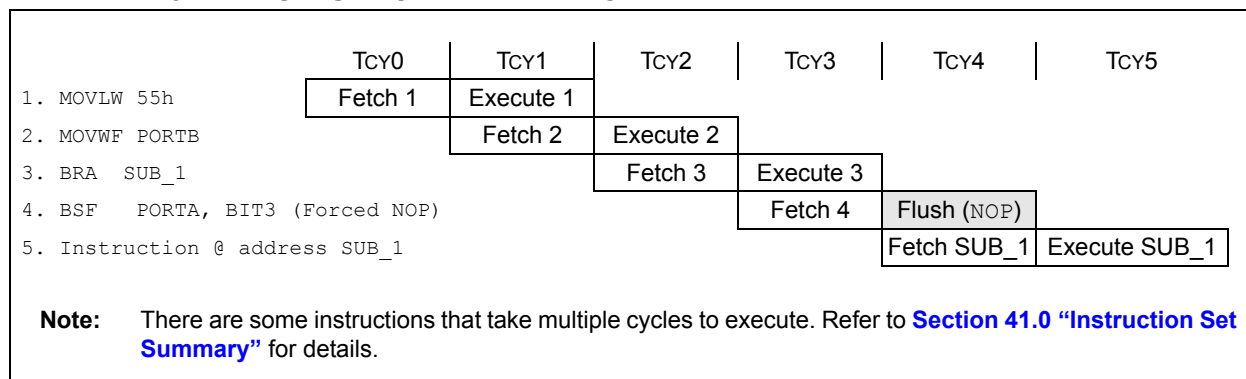 TCY0 TCY1 TCY2 TCY3 TCY4 TCY5
1. MOVLW 55h Fetch 1 Execute 1
2. MOVWF PORTB Fetch 2 Execute 2
3. BRA SUB_1 Fetch 3 Execute 3
4. BSF PORTA, BIT3 (Forced NOP) Fetch 4 Flush (NOP)
5. Instruction @ address SUB_1 Fetch SUB_1 Execute SUB_1
Note: There are some instructions that take multiple cycles to execute. Refer to Section 41.0 “Instruction Set
Summary” for details.